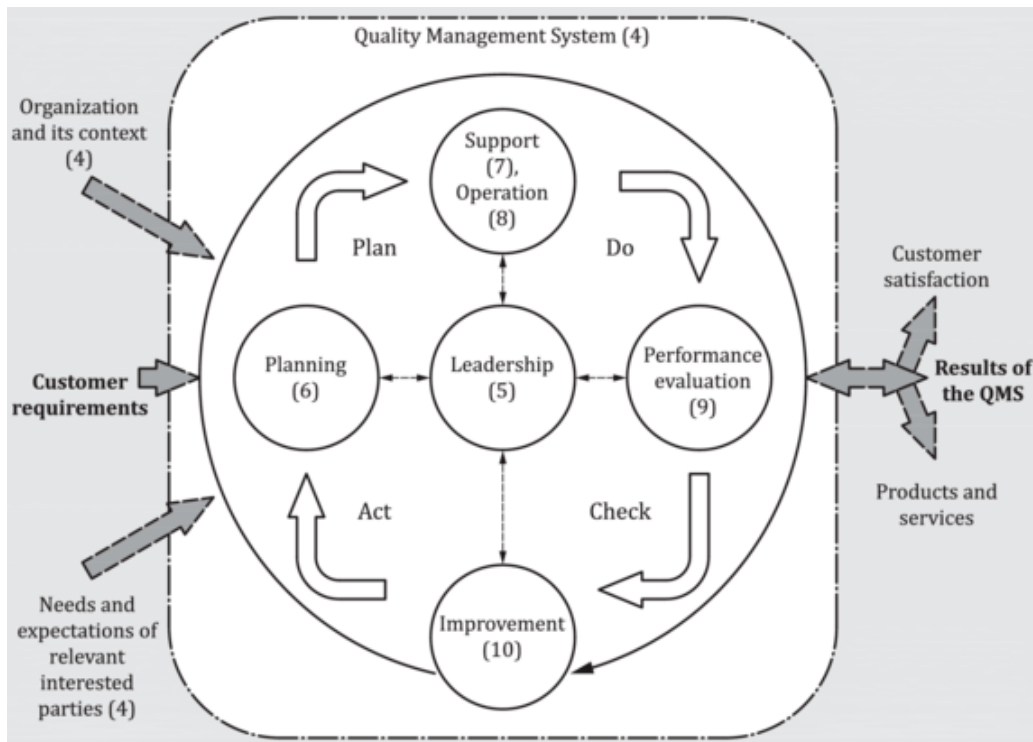 Quality Management System (4)
Organization
and its context
(4)
Support
(7),
Operation
(8)
Plan
Do
Customer
satisfaction
Planning
(6)
Leadership
(5)
Performance
evaluation
(9)
Customer
requirements
Results of
the QMS
Act
Check
Products and
services
Needs and
expectations of
relevant
interested
parties (4)
Improvement
(10)